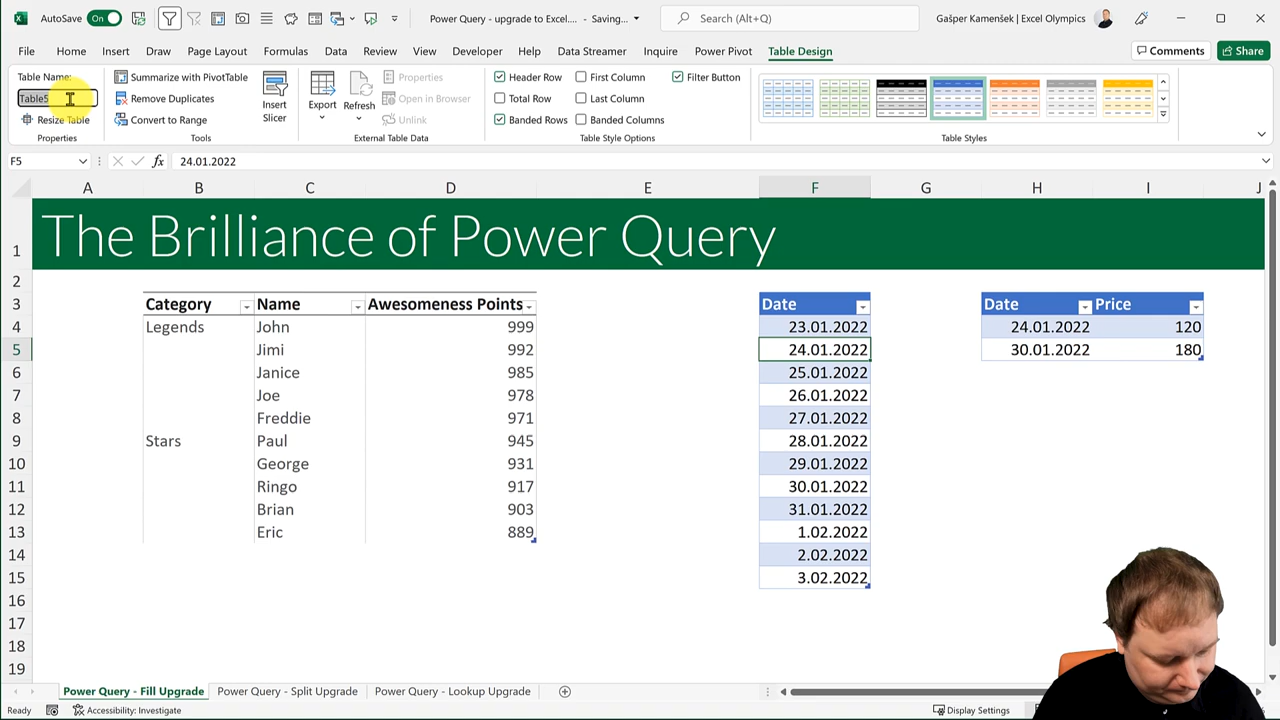 AutoSave On Power Query - upgrade to Excel.... - Saving... Search (Alt+Q) Gašper Kamenšek | Excel Olympics
File Home Insert Draw Page Layout Formulas Data Review View Developer Help Data Streamer Inquire Power Pivot Table Design Comments Share
Table Name: Summarize with PivotTable Properties Header Row First Column Filter Button
Table5 Remove Duplicates Insert Slicer Export Refresh Open in Browser Total Row Last Column
Resize Table Convert to Range Unlink Banded Rows Banded Columns
Properties Tools External Table Data Table Style Options Table Styles
F5 fx 24.01.2022
A B C D E F G H I J
1 The Brilliance of Power Query
2
3 Category Name Awesomeness Points Date Date Price
4 Legends John 999 23.01.2022 24.01.2022 120
5 Jimi 992 24.01.2022 30.01.2022 180
6 Janice 985 25.01.2022
7 Joe 978 26.01.2022
8 Freddie 971 27.01.2022
9 Stars Paul 945 28.01.2022
10 George 931 29.01.2022
11 Ringo 917 30.01.2022
12 Brian 903 31.01.2022
13 Eric 889 1.02.2022
14 2.02.2022
15 3.02.2022
16
17
18
19
Power Query - Fill Upgrade Power Query - Split Upgrade Power Query - Lookup Upgrade
Ready Accessibility: Investigate Display Settings